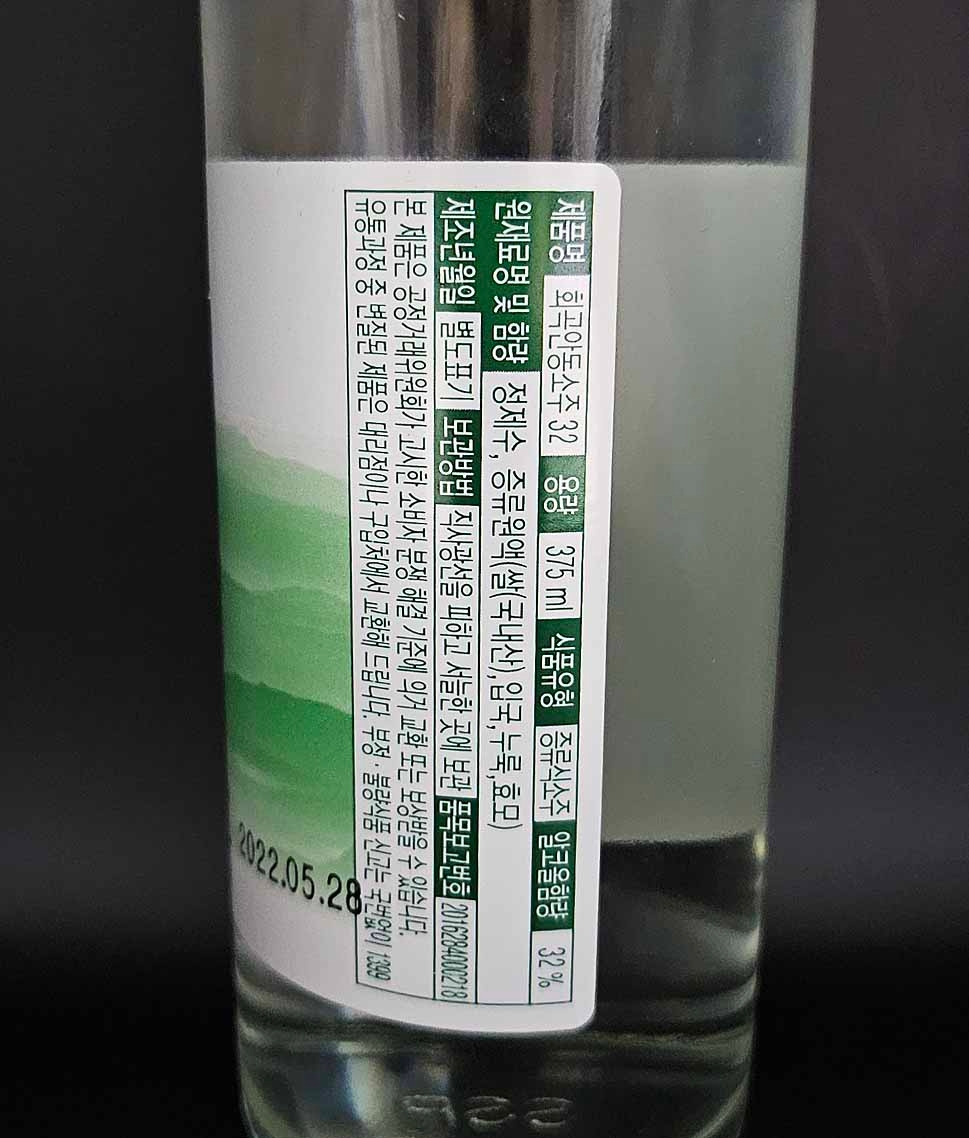 제품명 회곡안동소주 32 용량 375 ml 식품유형 증류식소주 알코올함량 32 %
원재료명 및 함량 정제수, 증류원액(쌀(국내산),입국,누룩,효모)
제조년월일 별도표기 보관방법 직사광선을 피하고 서늘한 곳에 보관 품목보고번호 2016284000218
본 제품은 공정거래위원회가 고시한 소비자 분쟁 해결 기준에 의거 교환 또는 보상받을 수 있습니다.
유통과정 중 변질된 제품은 대리점이나 구입처에서 교환해 드립니다. 부정·불량식품 신고는 국번없이 1399
2022.05.28